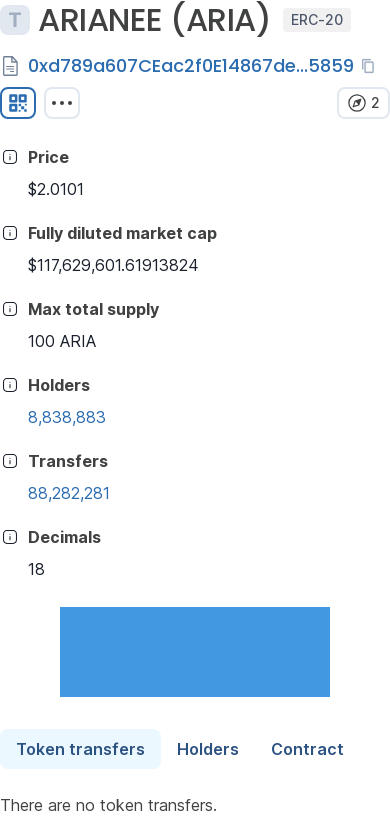 T ARIANEE (ARIA) ERC-20
0xd789a607CEac2f0E14867de...5859
2
Price
$2.0101
Fully diluted market cap
$117,629,601.61913824
Max total supply
100 ARIA
Holders
8,838,883
Transfers
88,282,281
Decimals
18
Token transfers Holders Contract
There are no token transfers.